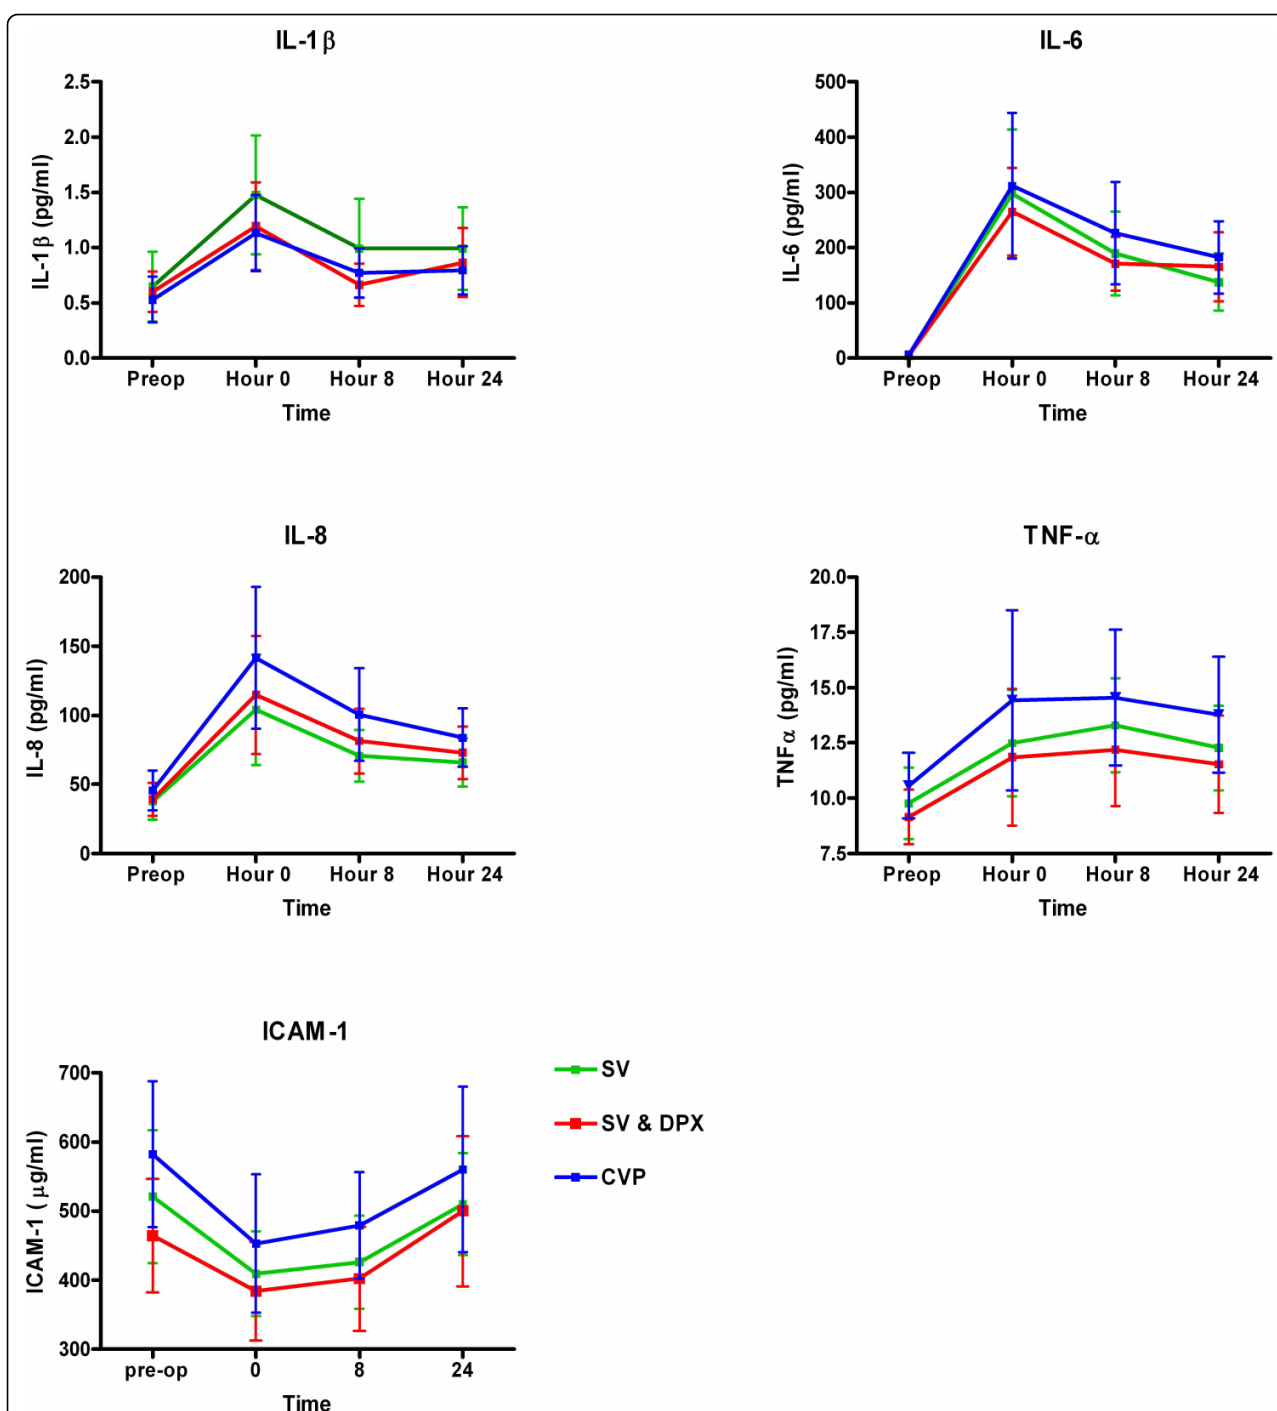 IL-1β
IL-1β (pg/ml)
2.5
2.0
1.5
1.0
0.5
0.0
Preop Hour 0 Hour 8 Hour 24
Time
IL-6
IL-6 (pg/ml)
500
400
300
200
100
0
Preop Hour 0 Hour 8 Hour 24
Time
IL-8
IL-8 (pg/ml)
200
150
100
50
0
Preop Hour 0 Hour 8 Hour 24
Time
TNF-α
TNFα (pg/ml)
20.0
17.5
15.0
12.5
10.0
7.5
Preop Hour 0 Hour 8 Hour 24
Time
ICAM-1
ICAM-1 ( μg/ml)
700
600
500
400
300
pre-op 0 8 24
Time
SV
SV & DPX
CVP